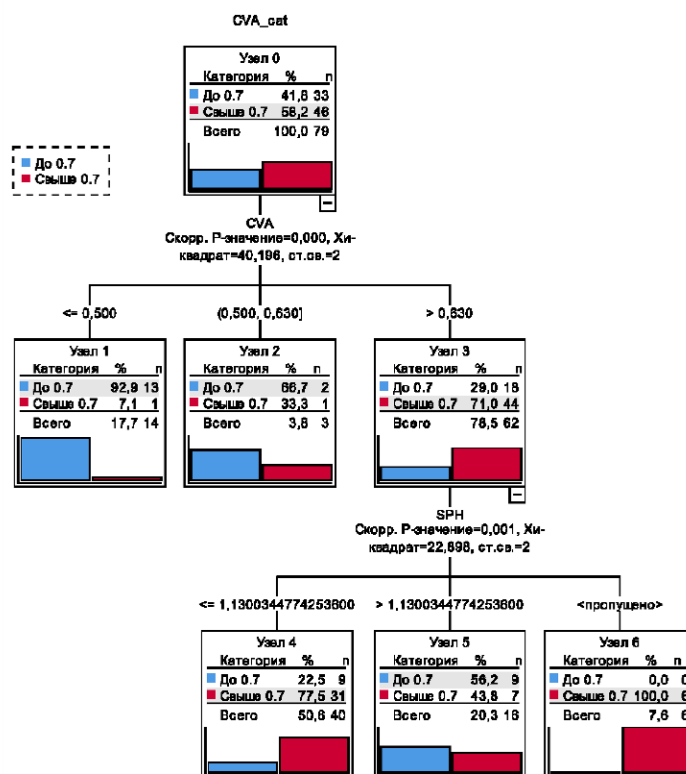 CVA_cat
Узел 0
Категория % n
До 0.7 41,8 33
Свыше 0.7 58,2 46
Всего 100,0 79
До 0.7
Свыше 0.7
CVA
Скорр. P-значение=0,000, Хи-
квадрат=40,196, ст.св.=2
<= 0,500
(0,500, 0,630]
> 0,630
Узел 1
Категория % n
До 0.7 92,9 13
Свыше 0.7 7,1 1
Всего 17,7 14
Узел 2
Категория % n
До 0.7 66,7 2
Свыше 0.7 33,3 1
Всего 3,8 3
Узел 3
Категория % n
До 0.7 29,0 18
Свыше 0.7 71,0 44
Всего 78,5 62
SPH
Скорр. P-значение=0,001, Хи-
квадрат=22,698, ст.св.=2
<= 1,1300344774253600
> 1,1300344774253600
<пропущено>
Узел 4
Категория % n
До 0.7 22,5 9
Свыше 0.7 77,5 31
Всего 50,6 40
Узел 5
Категория % n
До 0.7 56,2 9
Свыше 0.7 43,8 7
Всего 20,3 16
Узел 6
Категория % n
До 0.7 0,0 0
Свыше 0.7 100,0 6
Всего 7,6 6